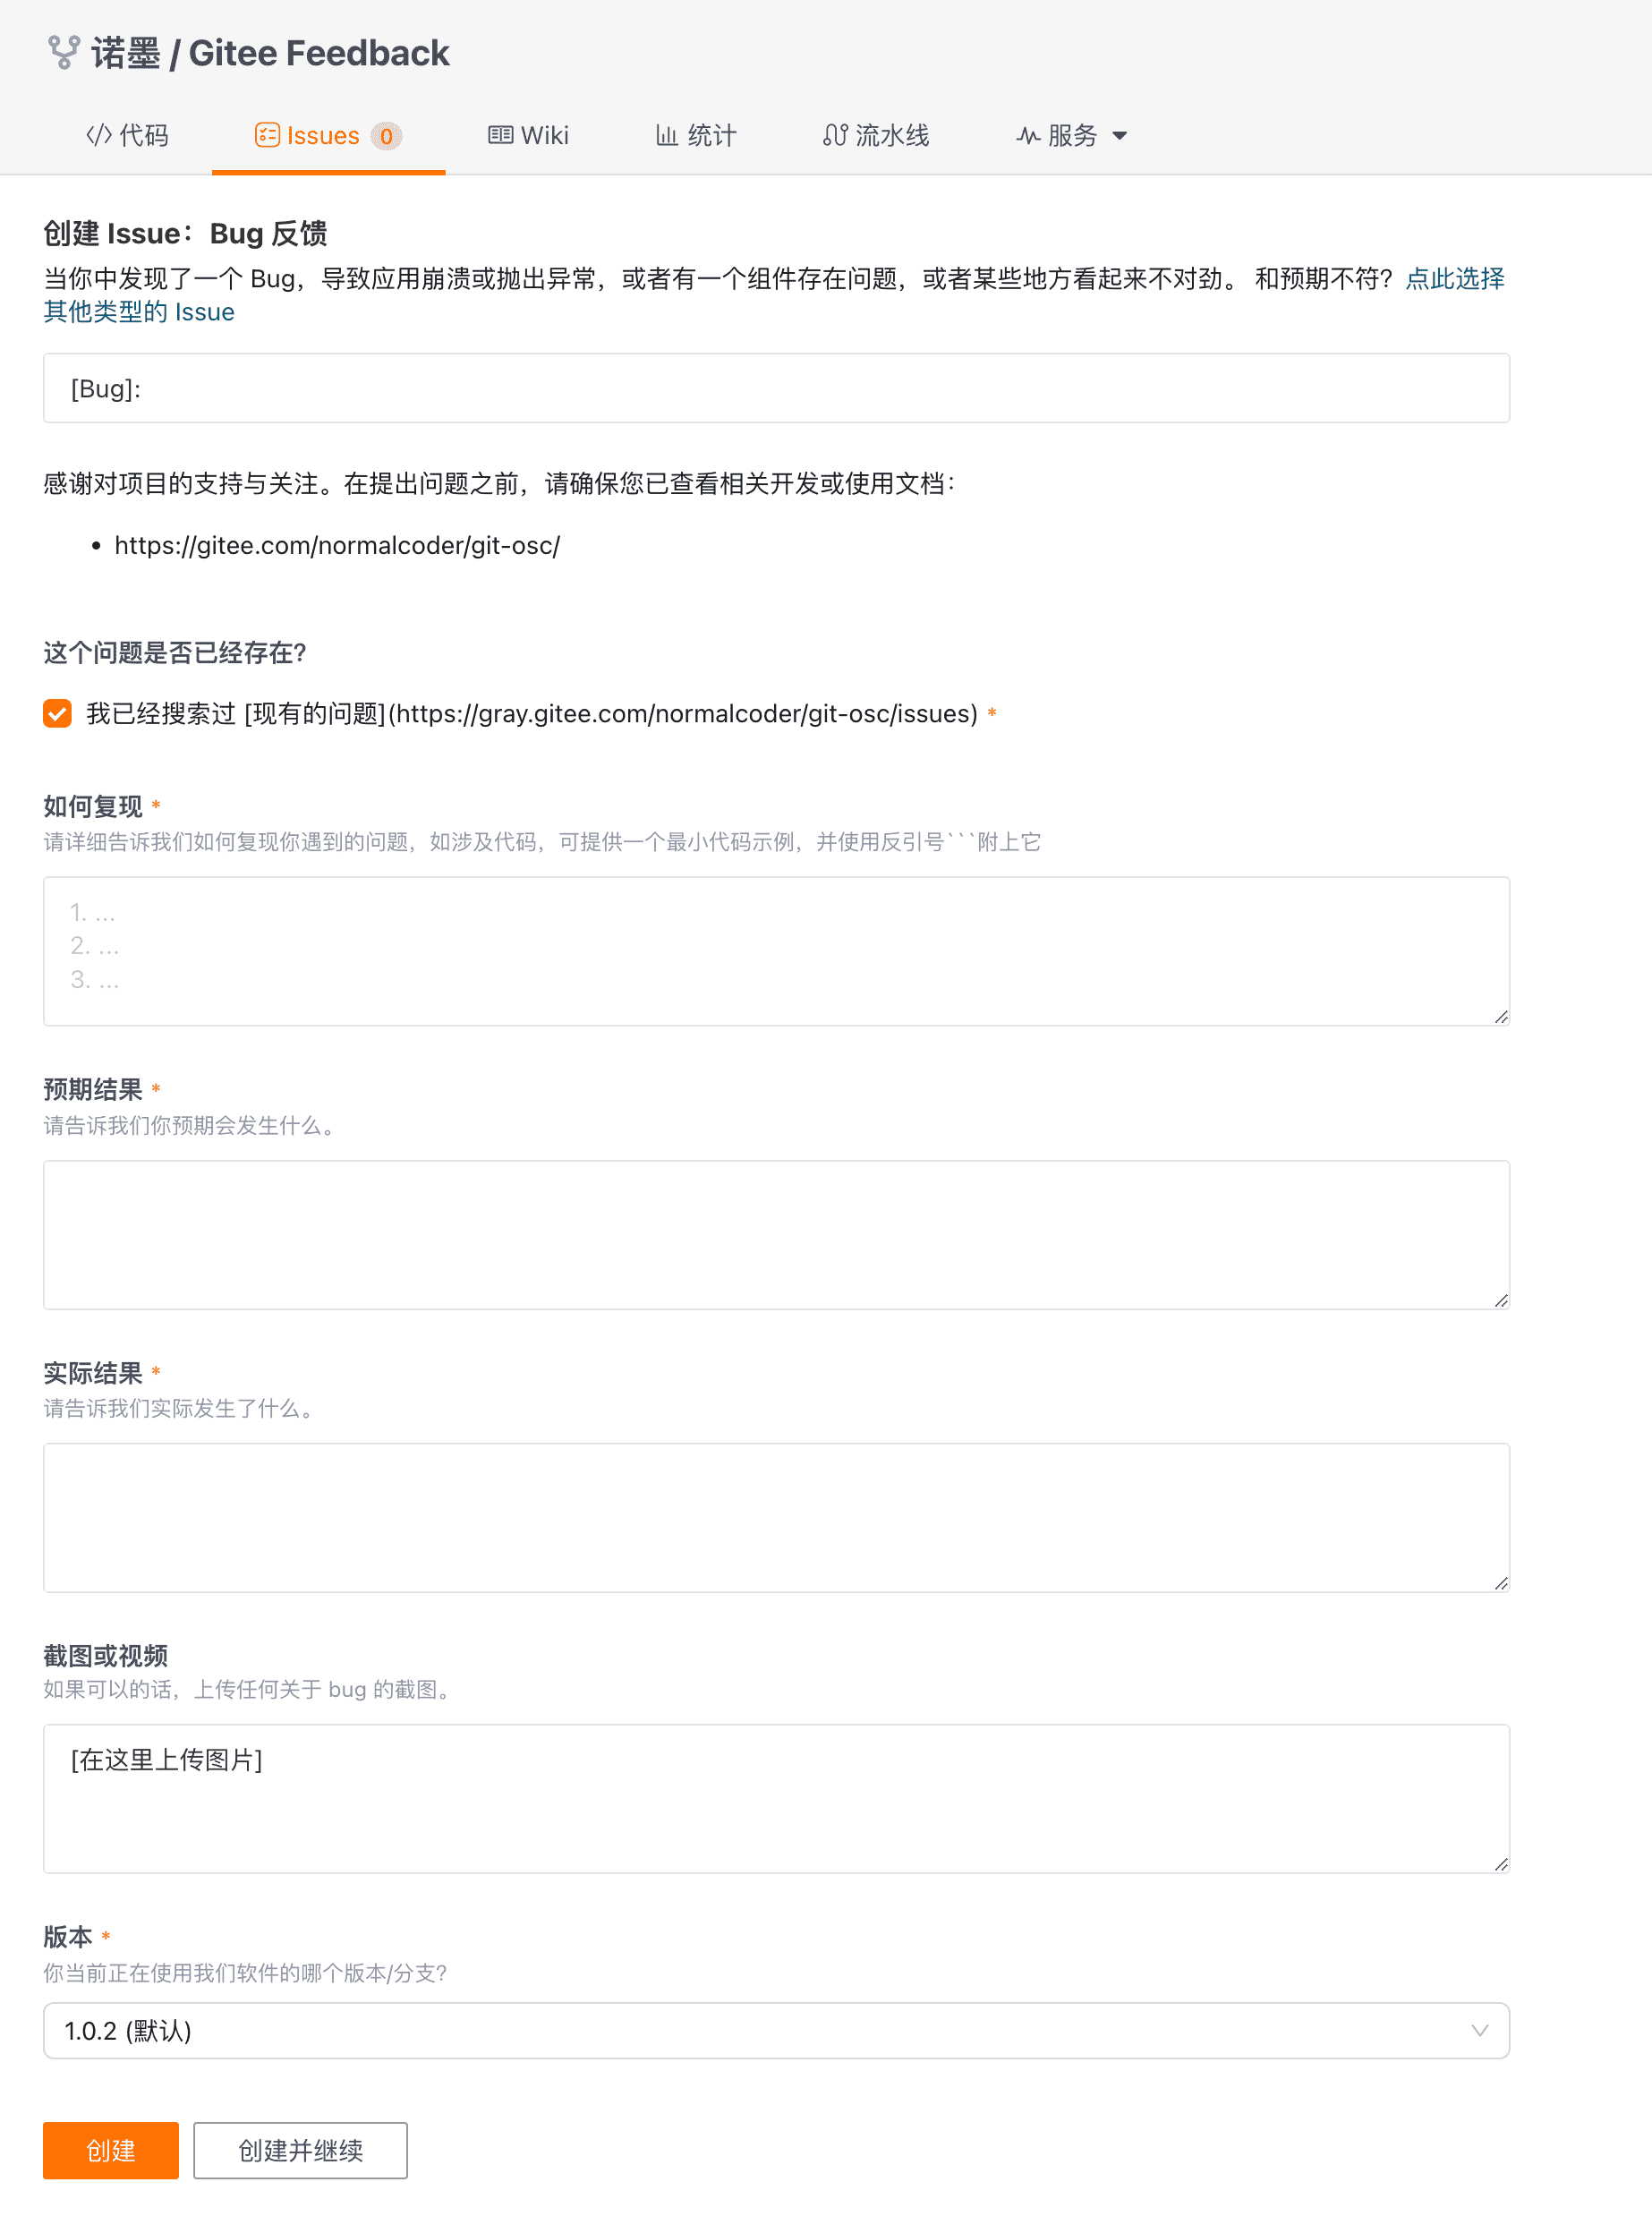 诺墨 / Gitee Feedback
代码 Issues 0 Wiki 统计 流水线 服务
创建 Issue：Bug 反馈
当你中发现了一个 Bug，导致应用崩溃或抛出异常，或者有一个组件存在问题，或者某些地方看起来不对劲。 和预期不符？点此选择
其他类型的 Issue
[Bug]:
感谢对项目的支持与关注。在提出问题之前，请确保您已查看相关开发或使用文档：
• https://gitee.com/normalcoder/git-osc/
这个问题是否已经存在?
我已经搜索过 [现有的问题](https://gray.gitee.com/normalcoder/git-osc/issues) *
如何复现 *
请详细告诉我们如何复现你遇到的问题，如涉及代码，可提供一个最小代码示例，并使用反引号```附上它
1. ...
2. ...
3. ...
预期结果 *
请告诉我们你预期会发生什么。
实际结果 *
请告诉我们实际发生了什么。
截图或视频
如果可以的话，上传任何关于 bug 的截图。
[在这里上传图片]
版本 *
你当前正在使用我们软件的哪个版本/分支?
1.0.2 (默认)
创建 创建并继续